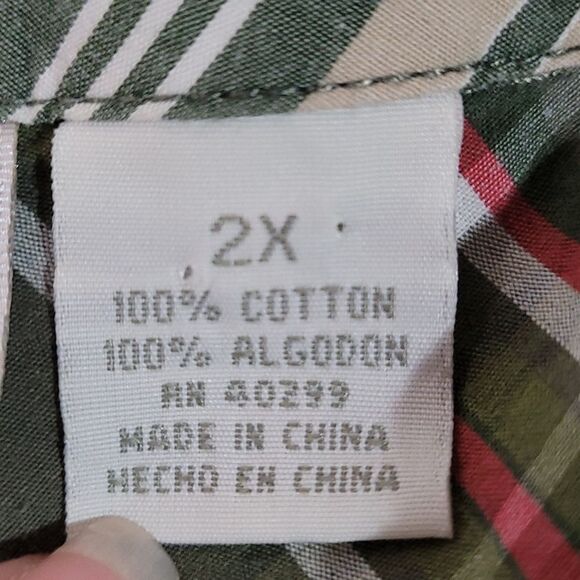 2X
100% COTTON
100% ALGODON
RN 40299
MADE IN CHINA
HECHO EN CHINA